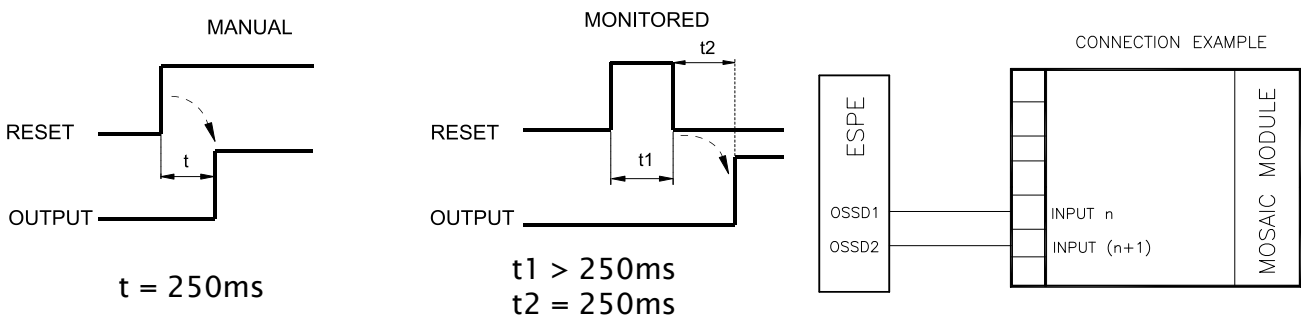 MANUAL
RESET
t
OUTPUT
t = 250ms
MONITORED
t2
RESET
t1
OUTPUT
t1 > 250ms
t2 = 250ms
CONNECTION EXAMPLE
ESPE
OSSD1
OSSD2
INPUT n
INPUT (n+1)
MOSAIC MODULE